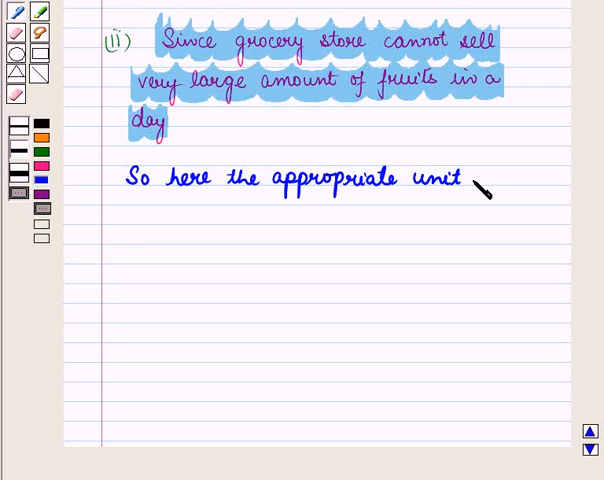 (ii) Since grocery store cannot sell
very large amount of fruits in a
day
So here the appropriate unit